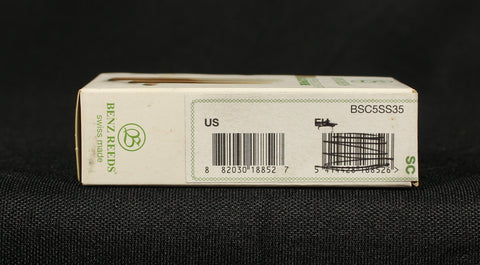 BENZ REEDS
swiss made
US
BSC5SS35
8 82030 18852 7
SC